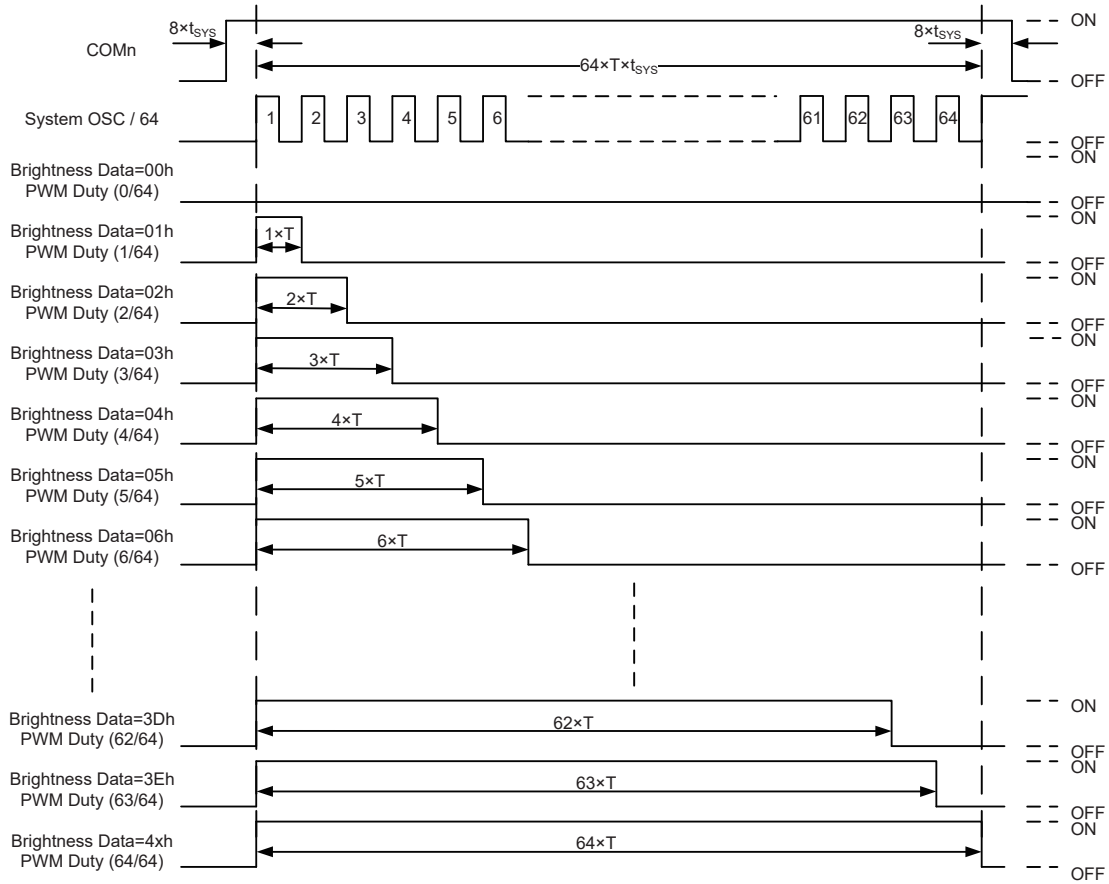 ON
8×tSYS
8×tSYS
COMn
64×T×tSYS
OFF
System OSC / 64
1 2 3 4 5 6 61 62 63 64
OFF
ON
Brightness Data=00h
PWM Duty (0/64)
OFF
ON
Brightness Data=01h
PWM Duty (1/64)
1×T
OFF
ON
Brightness Data=02h
PWM Duty (2/64)
2×T
OFF
ON
Brightness Data=03h
PWM Duty (3/64)
3×T
OFF
ON
Brightness Data=04h
PWM Duty (4/64)
4×T
OFF
ON
Brightness Data=05h
PWM Duty (5/64)
5×T
OFF
ON
Brightness Data=06h
PWM Duty (6/64)
6×T
OFF
ON
Brightness Data=3Dh
PWM Duty (62/64)
62×T
OFF
ON
Brightness Data=3Eh
PWM Duty (63/64)
63×T
OFF
ON
Brightness Data=4xh
PWM Duty (64/64)
64×T
OFF